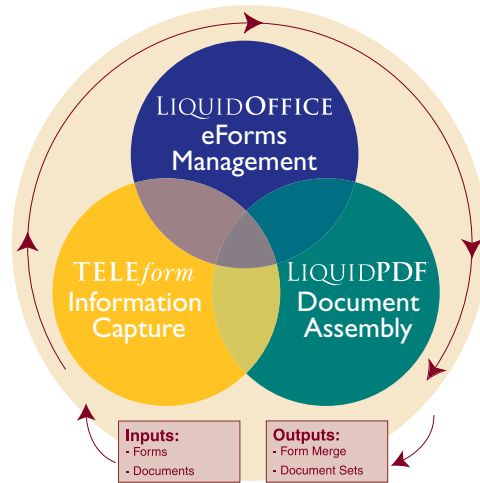 LIQUIDOFFICE
eForms
Management
TELEform
Information
Capture
LIQUIDPDF
Document
Assembly
Inputs:
- Forms
- Documents
Outputs:
- Form Merge
- Document Sets